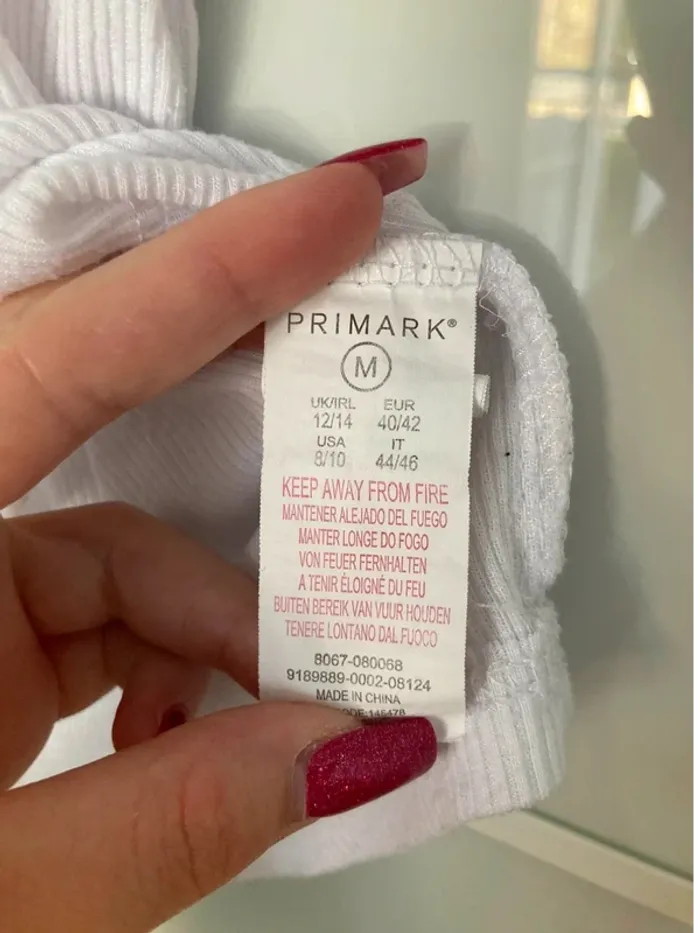 PRIMARK®
M
UK/IRL EUR
12/14 40/42
USA IT
8/10 44/46
KEEP AWAY FROM FIRE
MANTENER ALEJADO DEL FUEGO
MANTER LONGE DO FOGO
VON FEUER FERNHALTEN
A TENIR ÉLOIGNÉ DU FEU
BUITEN BEREIK VAN VUUR HOUDEN
TENERE LONTANO DAL FUOCO
8067-080068
9189889-0002-08124
MADE IN CHINA